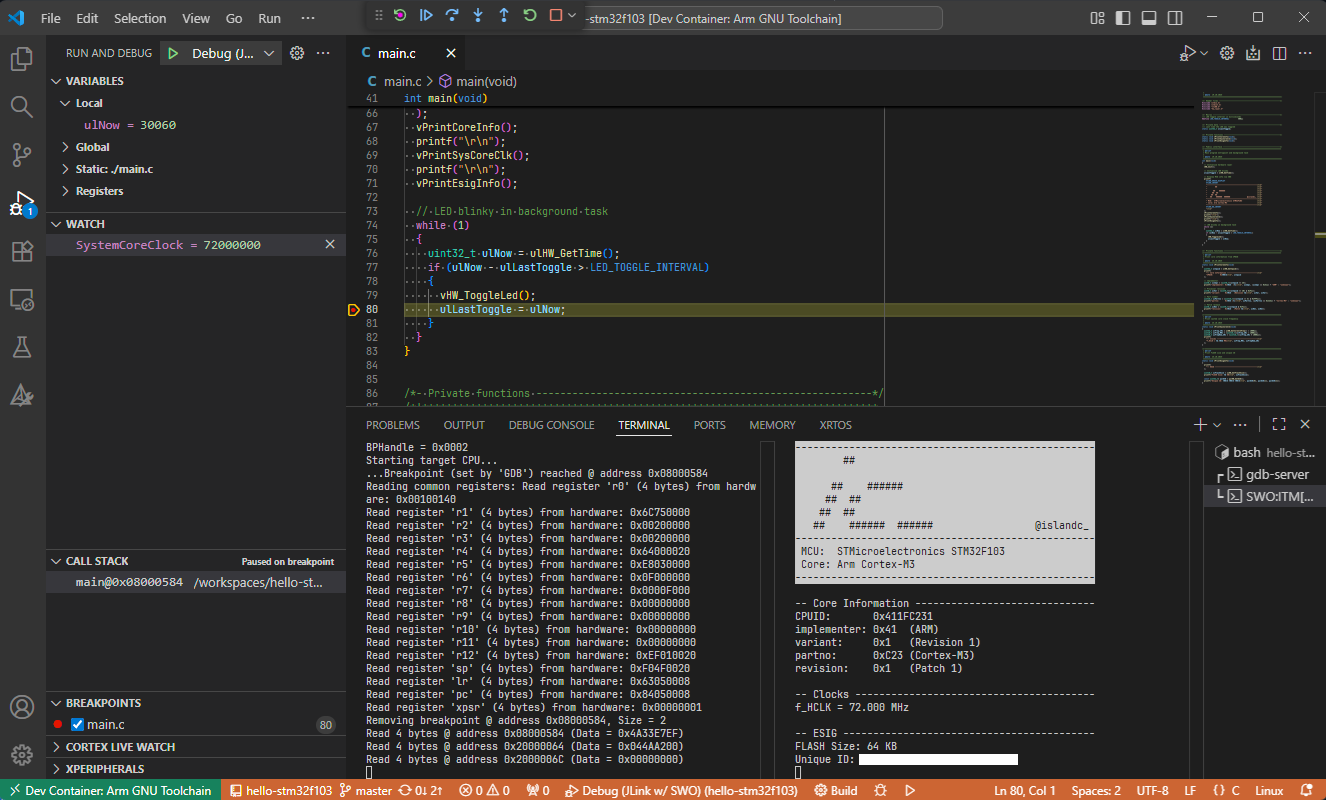 File Edit Selection View Go Run ···
-stm32f103 [Dev Container: Arm GNU Toolchain]
RUN AND DEBUG
Debug (J...
VARIABLES
Local
ulNow = 30060
Global
Static: ./main.c
Registers
WATCH
SystemCoreClock = 72000000
CALL STACK
Paused on breakpoint
main@0x08000584 /workspaces/hello-st...
BREAKPOINTS
main.c
80
CORTEX LIVE WATCH
XPERIPHERALS
1
C main.c
C main.c > main(void)
41 int main(void)
66 );
67 vPrintCoreInfo();
68 printf("\r\n");
69 vPrintSysCoreClk();
70 printf("\r\n");
71 vPrintEsigInfo();
72
73 // LED blinky in background task
74 while (1)
75 {
76 uint32_t ulNow = ulHW_GetTime();
77 if (ulNow - ulLastToggle > LED_TOGGLE_INTERVAL)
78 {
79 vHW_ToggleLed();
80 ulLastToggle = ulNow;
81 }
82 }
83 }
84
85
86 /*- Private functions ---------------------------------------------------------*/
PROBLEMS OUTPUT DEBUG CONSOLE TERMINAL PORTS MEMORY XRTOS
BPHandle = 0x0002
Starting target CPU...
...Breakpoint (set by 'GDB') reached @ address 0x08000584
Reading common registers: Read register 'r0' (4 bytes) from hardw
are: 0x00100140
Read register 'r1' (4 bytes) from hardware: 0x6C750000
Read register 'r2' (4 bytes) from hardware: 0x00200000
Read register 'r3' (4 bytes) from hardware: 0x00200000
Read register 'r4' (4 bytes) from hardware: 0x64000020
Read register 'r5' (4 bytes) from hardware: 0xE8030000
Read register 'r6' (4 bytes) from hardware: 0x0F000000
Read register 'r7' (4 bytes) from hardware: 0x0000F000
Read register 'r8' (4 bytes) from hardware: 0x00000000
Read register 'r9' (4 bytes) from hardware: 0x00000000
Read register 'r10' (4 bytes) from hardware: 0x00000000
Read register 'r11' (4 bytes) from hardware: 0x00000000
Read register 'r12' (4 bytes) from hardware: 0xEF010020
Read register 'sp' (4 bytes) from hardware: 0xF04F0020
Read register 'lr' (4 bytes) from hardware: 0x63050008
Read register 'pc' (4 bytes) from hardware: 0x84050008
Read register 'xpsr' (4 bytes) from hardware: 0x00000001
Removing breakpoint @ address 0x08000584, Size = 2
Read 4 bytes @ address 0x08000584 (Data = 0x4A33E7EF)
Read 4 bytes @ address 0x20000064 (Data = 0x044AA200)
Read 4 bytes @ address 0x2000006C (Data = 0x00000000)
--------------------------------------------------
##
## ######
## ##
## ##
## ###### ###### @islandc_
--------------------------------------------------
MCU: STMicroelectronics STM32F103
Core: Arm Cortex-M3
--------------------------------------------------
-- Core Information ------------------------------
CPUID: 0x411FC231
implementer: 0x41 (ARM)
variant: 0x1 (Revision 1)
partno: 0xC23 (Cortex-M3)
revision: 0x1 (Patch 1)
-- Clocks ----------------------------------------
f_HCLK = 72.000 MHz
-- ESIG ------------------------------------------
FLASH Size: 64 KB
Unique ID:
bash hello-st...
gdb-server
SWO:ITM[...
Dev Container: Arm GNU Toolchain hello-stm32f103 master 0↓ 2↑ 0 0 0 Debug (JLink w/ SWO) (hello-stm32f103) Build Ln 80, Col 1 Spaces: 2 UTF-8 LF {} C Linux